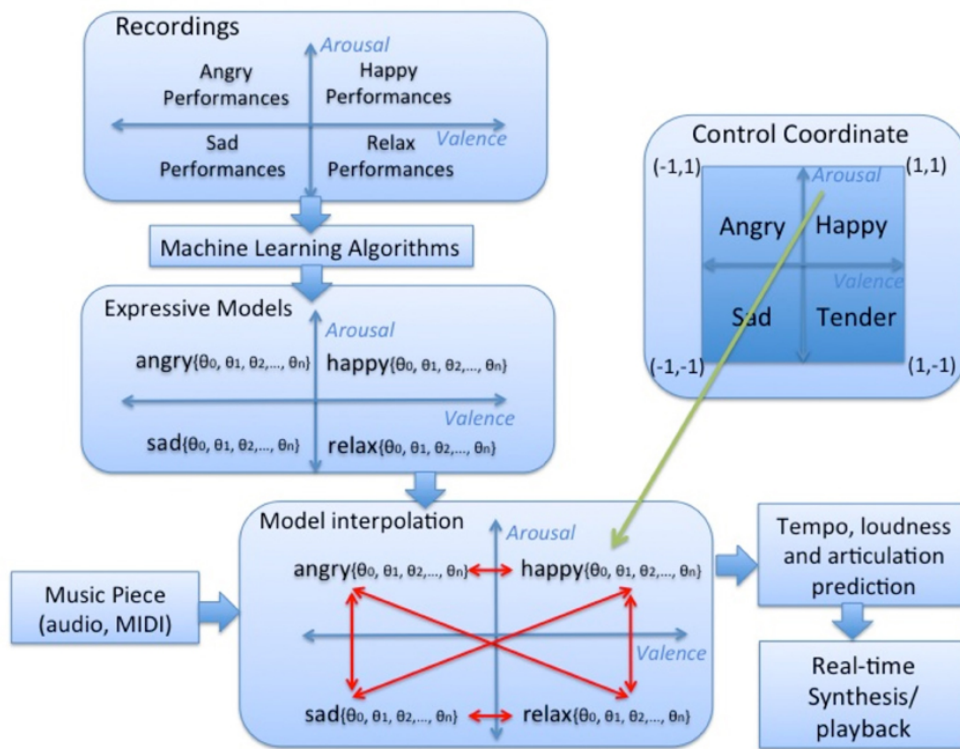 Recordings
Arousal
Angry
Performances
Happy
Performances
Valence
Sad
Performances
Relax
Performances
Machine Learning Algorithms
Expressive Models
Arousal
angry{θ0, θ1, θ2,..., θn}
happy{θ0, θ1, θ2,..., θn}
Valence
sad{θ0, θ1, θ2,..., θn}
relax{θ0, θ1, θ2,..., θn}
Control Coordinate
(-1,1)
Arousal
(1,1)
Angry
Happy
Valence
Sad
Tender
(-1,-1)
(1,-1)
Music Piece
(audio, MIDI)
Model interpolation
Arousal
angry{θ0, θ1, θ2,..., θn}
happy{θ0, θ1, θ2,..., θn}
Valence
sad{θ0, θ1, θ2,..., θn}
relax{θ0, θ1, θ2,..., θn}
Tempo, loudness
and articulation
prediction
Real-time
Synthesis/
playback